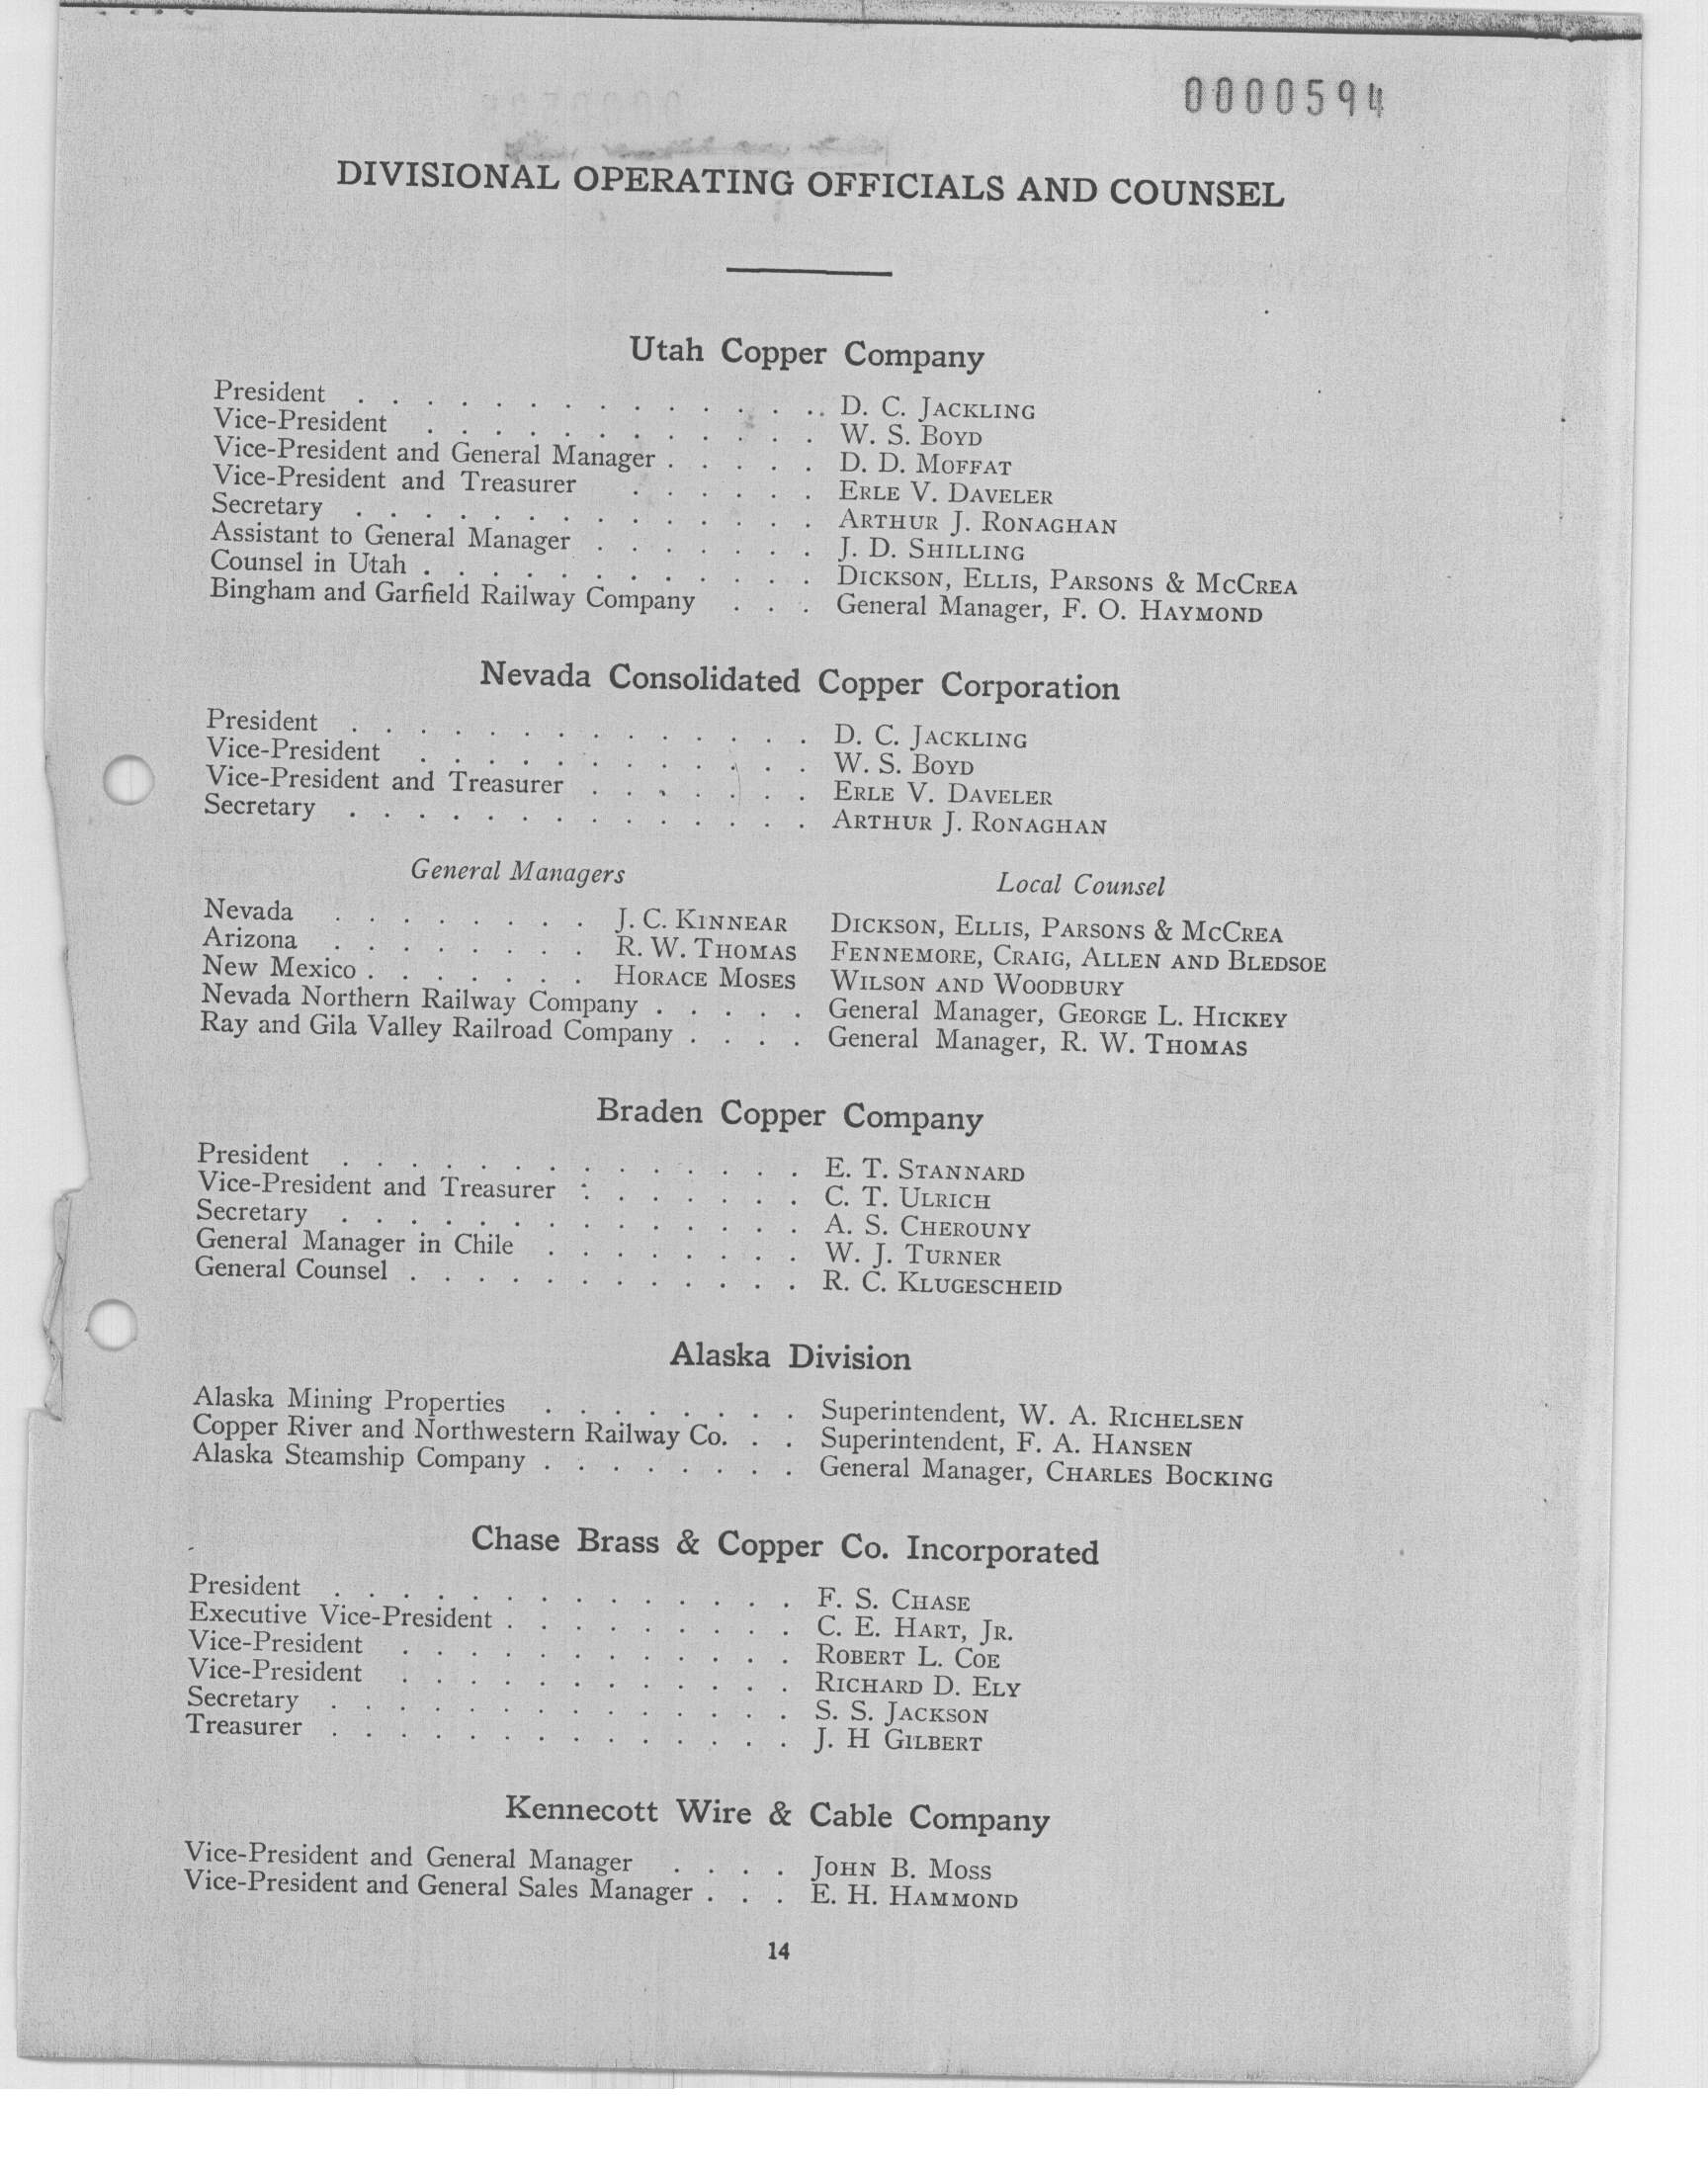 0000594
DIVISIONAL OPERATING OFFICIALS AND COUNSEL
Utah Copper Company
President . . . . . . . . . . . . . . . D. C. JACKLING
Vice-President . . . . . . . . . . . . W. S. BOYD
Vice-President and General Manager . . . . . D. D. MOFFAT
Vice-President and Treasurer . . . . . . ERLE V. DAVELER
Secretary . . . . . . . . . . . . . . ARTHUR J. RONAGHAN
Assistant to General Manager . . . . . . . J. D. SHILLING
Counsel in Utah . . . . . . . . . . . . DICKSON, ELLIS, PARSONS & MCCREA
Bingham and Garfield Railway Company . . . General Manager, F. O. HAYMOND
Nevada Consolidated Copper Corporation
President . . . . . . . . . . . . . . D. C. JACKLING
Vice-President . . . . . . . . . . . . W. S. BOYD
Vice-President and Treasurer . . . . . . . ERLE V. DAVELER
Secretary . . . . . . . . . . . . . . ARTHUR J. RONAGHAN
General Managers Local Counsel
Nevada . . . . . . . . J. C. KINNEAR DICKSON, ELLIS, PARSONS & MCCREA
Arizona . . . . . . . . R. W. THOMAS FENNEMORE, CRAIG, ALLEN AND BLEDSOE
New Mexico . . . . . . . HORACE MOSES WILSON AND WOODBURY
Nevada Northern Railway Company . . . . . General Manager, GEORGE L. HICKEY
Ray and Gila Valley Railroad Company . . . . General Manager, R. W. THOMAS
Braden Copper Company
President . . . . . . . . . . . . . . E. T. STANNARD
Vice-President and Treasurer . . . . . . . C. T. ULRICH
Secretary . . . . . . . . . . . . . . A. S. CHEROUNY
General Manager in Chile . . . . . . . . W. J. TURNER
General Counsel . . . . . . . . . . . . R. C. KLUGESCHEID
Alaska Division
Alaska Mining Properties . . . . . . . . Superintendent, W. A. RICHELSEN
Copper River and Northwestern Railway Co. . . Superintendent, F. A. HANSEN
Alaska Steamship Company . . . . . . . . General Manager, CHARLES BOCKING
Chase Brass & Copper Co. Incorporated
President . . . . . . . . . . . . . . F. S. CHASE
Executive Vice-President . . . . . . . . . C. E. HART, JR.
Vice-President . . . . . . . . . . . . ROBERT L. COE
Vice-President . . . . . . . . . . . . RICHARD D. ELY
Secretary . . . . . . . . . . . . . . S. S. JACKSON
Treasurer . . . . . . . . . . . . . . J. H GILBERT
Kennecott Wire & Cable Company
Vice-President and General Manager . . . . JOHN B. MOSS
Vice-President and General Sales Manager . . . E. H. HAMMOND
14